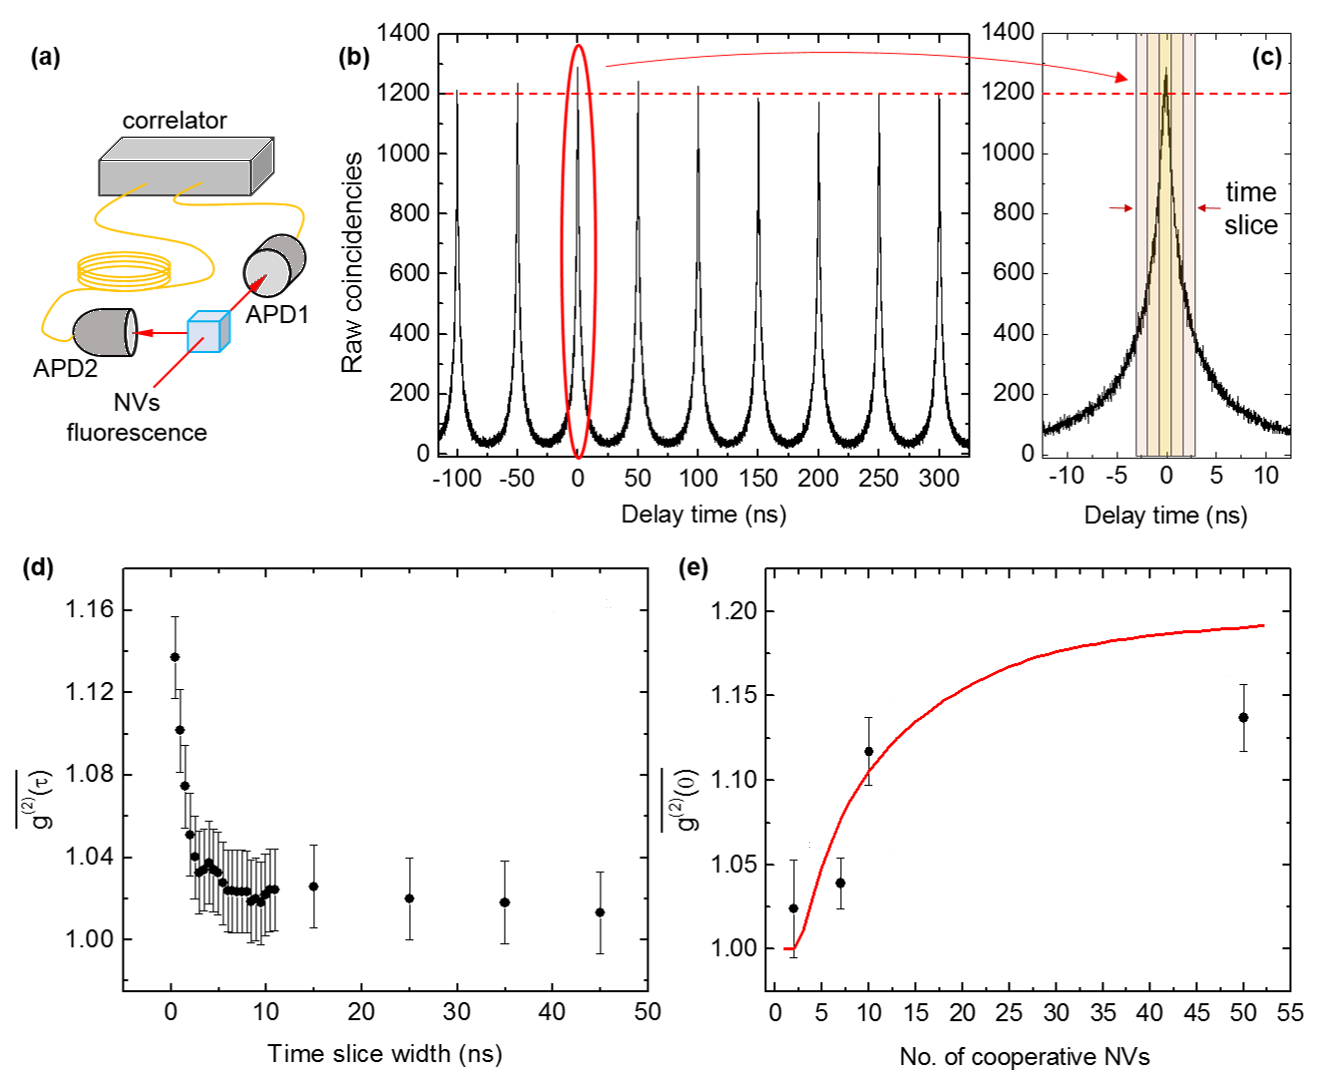 (a)
correlator
APD1
APD2
NVs
fluorescence
(b)
Raw coincidencies
1400
1200
1000
800
600
400
200
0
-100 -50 0 50 100 150 200 250 300
Delay time (ns)
(c)
1400
1200
1000
800
600
400
200
0
time
slice
-10 -5 0 5 10
Delay time (ns)
(d)
g(2)(τ)
1.16
1.12
1.08
1.04
1.00
0 10 20 30 40 50
Time slice width (ns)
(e)
g(2)(0)
1.20
1.15
1.10
1.05
1.00
0 5 10 15 20 25 30 35 40 45 50 55
No. of cooperative NVs